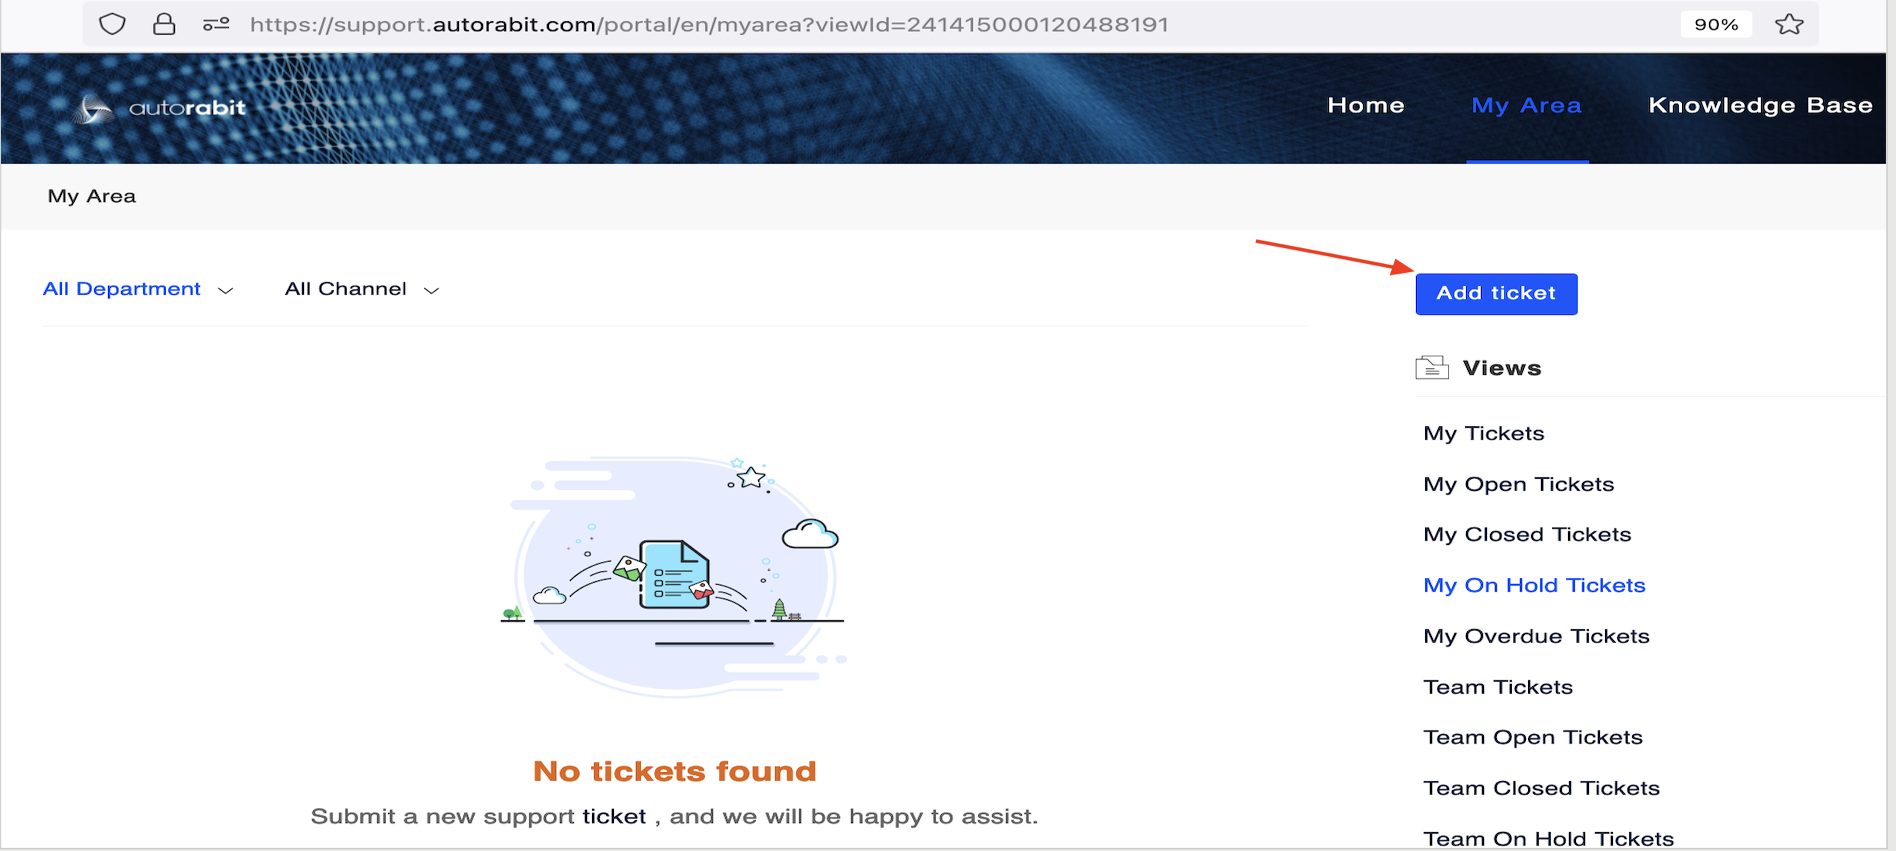 https://support.autorabit.com/portal/en/myarea?viewId=241415000120488191
90%
autorabit
Home
My Area
Knowledge Base
My Area
All Department
All Channel
Add ticket
Views
My Tickets
My Open Tickets
My Closed Tickets
My On Hold Tickets
My Overdue Tickets
Team Tickets
Team Open Tickets
Team Closed Tickets
Team On Hold Tickets
No tickets found
Submit a new support ticket , and we will be happy to assist.